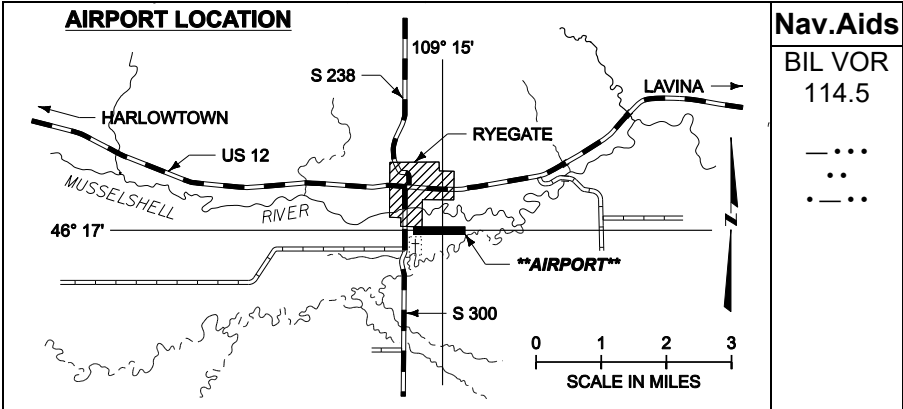 AIRPORT LOCATION
109° 15'
S 238
LAVINA
HARLOWTOWN
RYEGATE
US 12
MUSSELSHELL
RIVER
46° 17'
N
**AIRPORT**
S 300
0 1 2 3
SCALE IN MILES
Nav.Aids
BIL VOR
114.5
— • • •
• •
• — • •